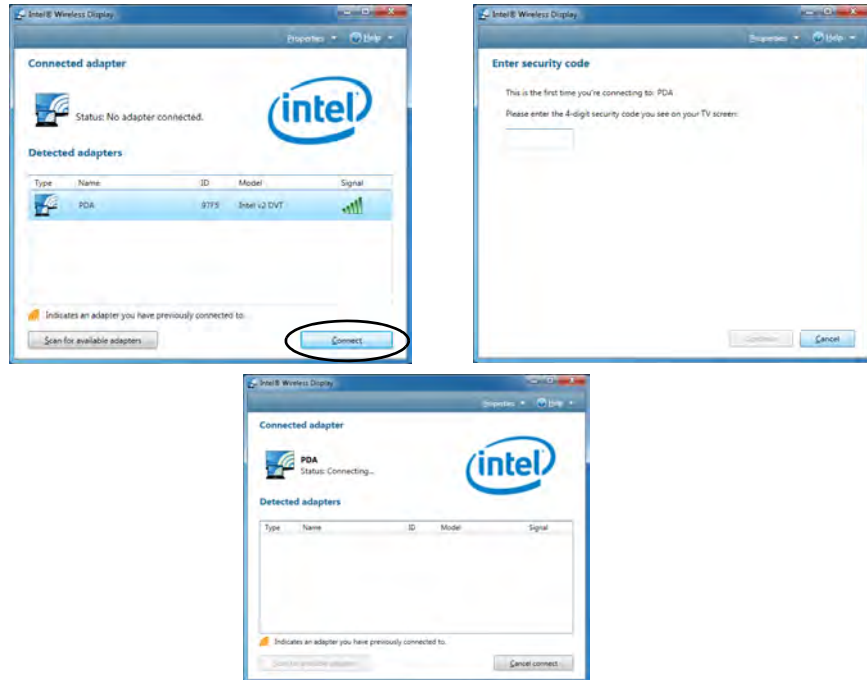 Intel® Wireless Display
Properties Help
Connected adapter
Status: No adapter connected.
intel
Detected adapters
Type Name ID Model Signal
PDA 97F5 Intel v2 DVT
Indicates an adapter you have previously connected to.
Scan for available adapters Connect
Intel® Wireless Display
Properties Help
Enter security code
This is the first time you're connecting to: PDA
Please enter the 4-digit security code you see on your TV screen:
Continue Cancel
Intel® Wireless Display
Properties Help
Connected adapter
PDA
Status: Connecting...
intel
Detected adapters
Type Name ID Model Signal
Indicates an adapter you have previously connected to.
Scan for available adapters Cancel connect